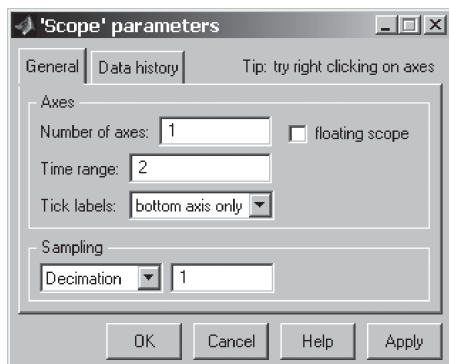 'Scope' parameters
General Data history Tip: try right clicking on axes
Axes
Number of axes: 1 floating scope
Time range: 2
Tick labels: bottom axis only
Sampling
Decimation 1
OK Cancel Help Apply